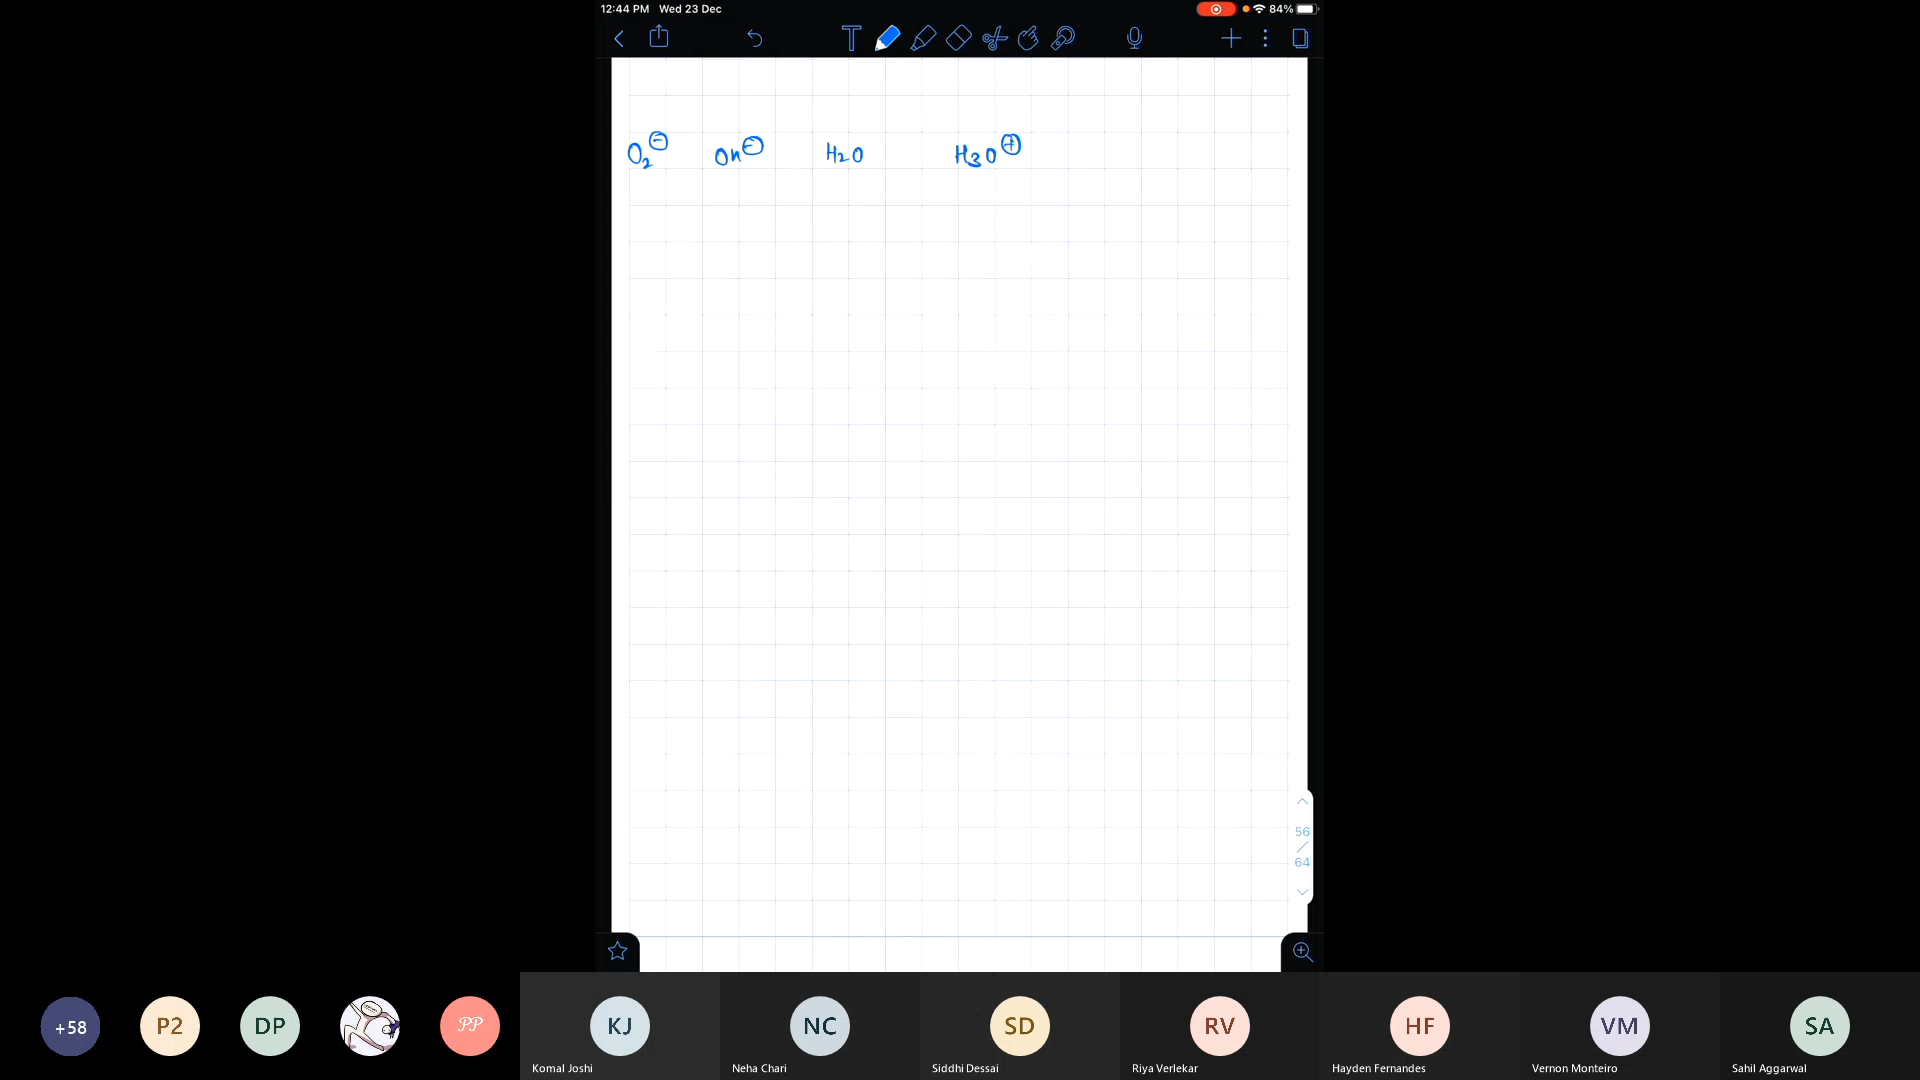 12:44 PM Wed 23 Dec
84%
T
O₂⊖ OH⊖ H₂O H₃O⊕
56
64
+58 P2 DP PP KJ NC SD RV HF VM SA
Komal Joshi Neha Chari Siddhi Dessai Riya Verlekar Hayden Fernandes Vernon Monteiro Sahil Aggarwal